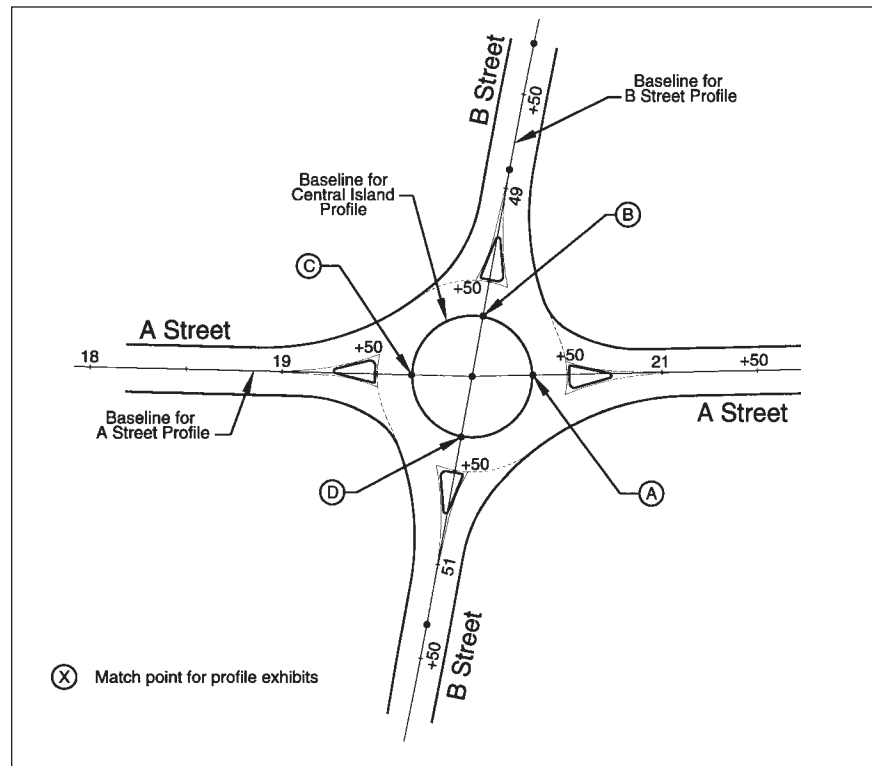 B Street
+50
Baseline for
B Street Profile
49
Baseline for
Central Island
Profile
B
C
+50
A Street
18
19
+50
+50
21
+50
Baseline for
A Street Profile
A Street
+50
D
A
51
+50
B Street
X Match point for profile exhibits